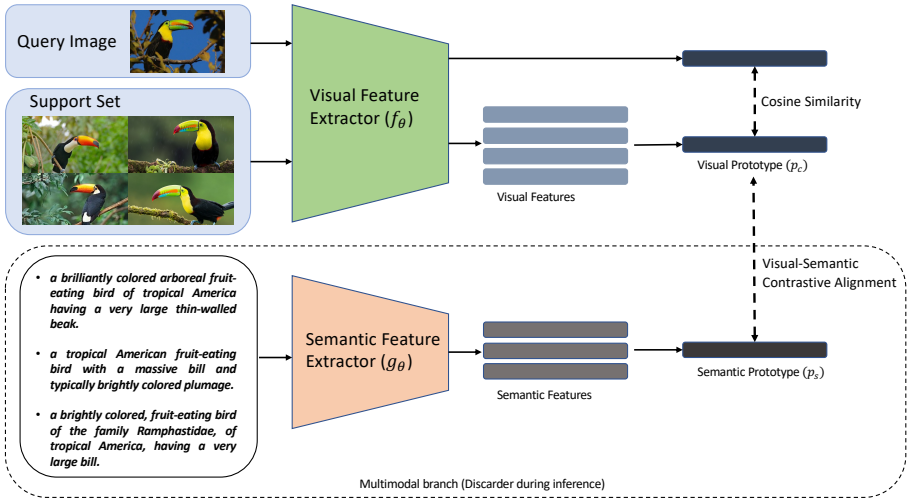 Query Image
Support Set
Visual Feature
Extractor (fθ)
Visual Features
Cosine Similarity
Visual Prototype (pc)
Visual-Semantic
Contrastive Alignment
• a brilliantly colored arboreal fruit-
eating bird of tropical America
having a very large thin-walled
beak.
• a tropical American fruit-eating
bird with a massive bill and
typically brightly colored plumage.
• a brightly colored, fruit-eating bird
of the family Ramphastidae, of
tropical America, having a very
large bill.
Semantic Feature
Extractor (gθ)
Semantic Features
Semantic Prototype (ps)
Multimodal branch (Discarder during inference)